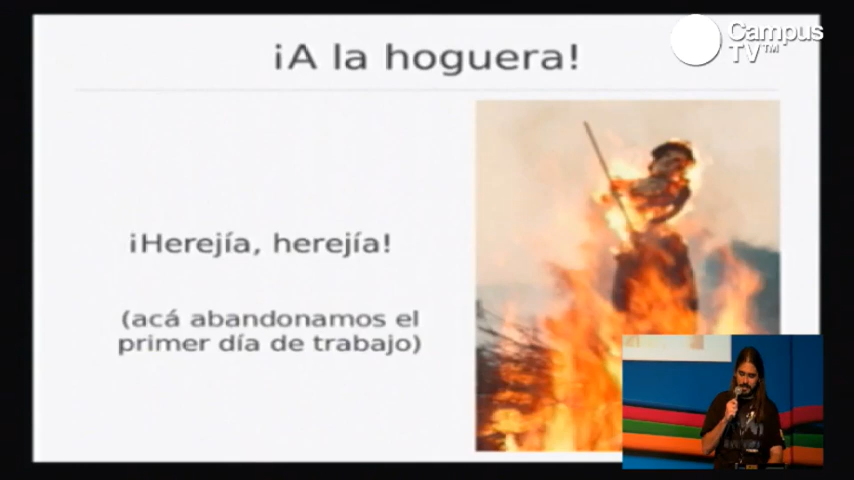 ¡A la hoguera!
Campus
TV™
¡Herejía, herejía!
(acá abandonamos el
primer día de trabajo)